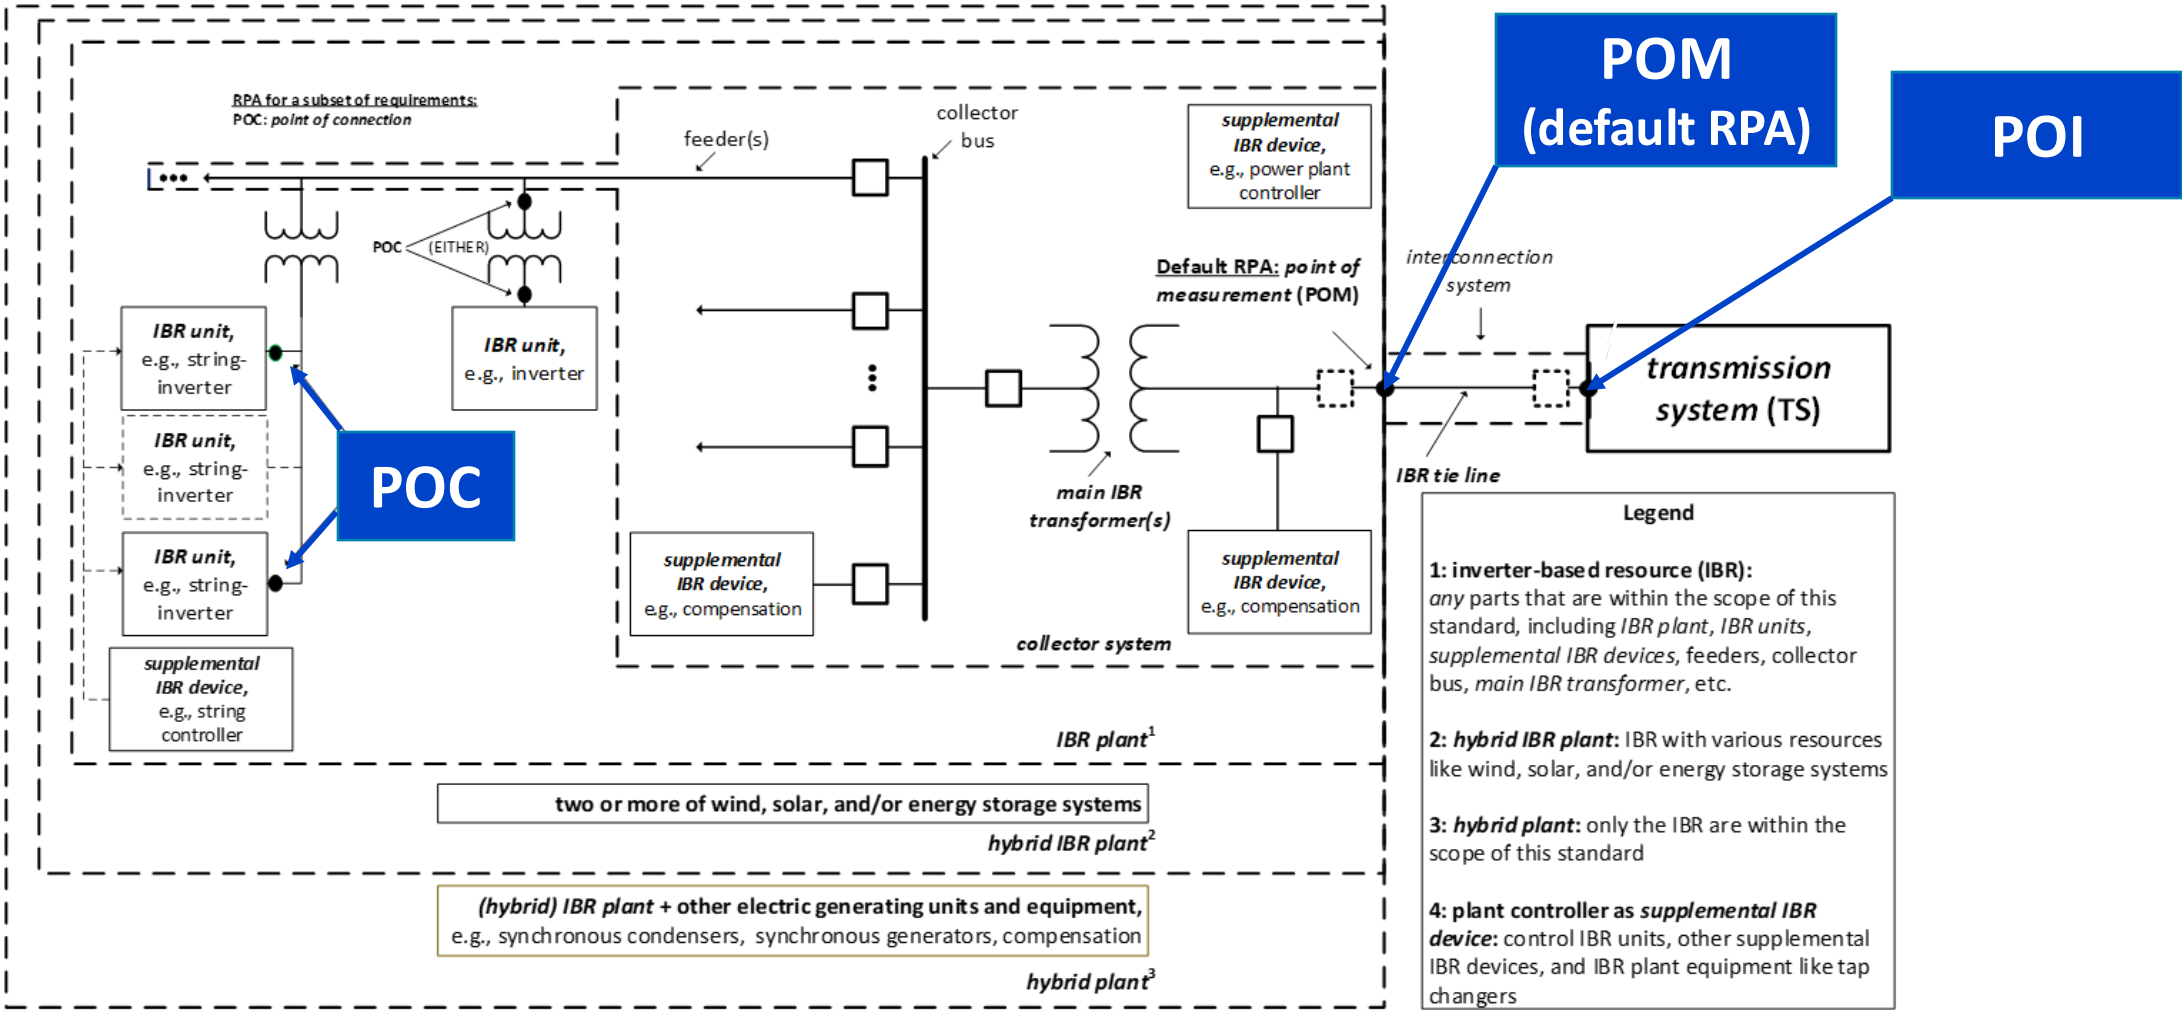 RPA for a subset of requirements:
POC: point of connection
feeder(s)
collector
bus
supplemental
IBR device,
e.g., power plant
controller
POM
(default RPA)
POI
POC
(EITHER)
Default RPA: point of
measurement (POM)
interconnection
system
IBR unit,
e.g., string-
inverter
IBR unit,
e.g., inverter
IBR unit,
e.g., string-
inverter
POC
IBR unit,
e.g., string-
inverter
supplemental
IBR device,
e.g., string
controller
main IBR
transformer(s)
IBR tie line
transmission
system (TS)
supplemental
IBR device,
e.g., compensation
supplemental
IBR device,
e.g., compensation
collector system
IBR plant1
two or more of wind, solar, and/or energy storage systems
hybrid IBR plant2
(hybrid) IBR plant + other electric generating units and equipment,
e.g., synchronous condensers, synchronous generators, compensation
hybrid plant3
Legend
1: inverter-based resource (IBR):
any parts that are within the scope of this
standard, including IBR plant, IBR units,
supplemental IBR devices, feeders, collector
bus, main IBR transformer, etc.
2: hybrid IBR plant: IBR with various resources
like wind, solar, and/or energy storage systems
3: hybrid plant: only the IBR are within the
scope of this standard
4: plant controller as supplemental IBR
device: control IBR units, other supplemental
IBR devices, and IBR plant equipment like tap
changers